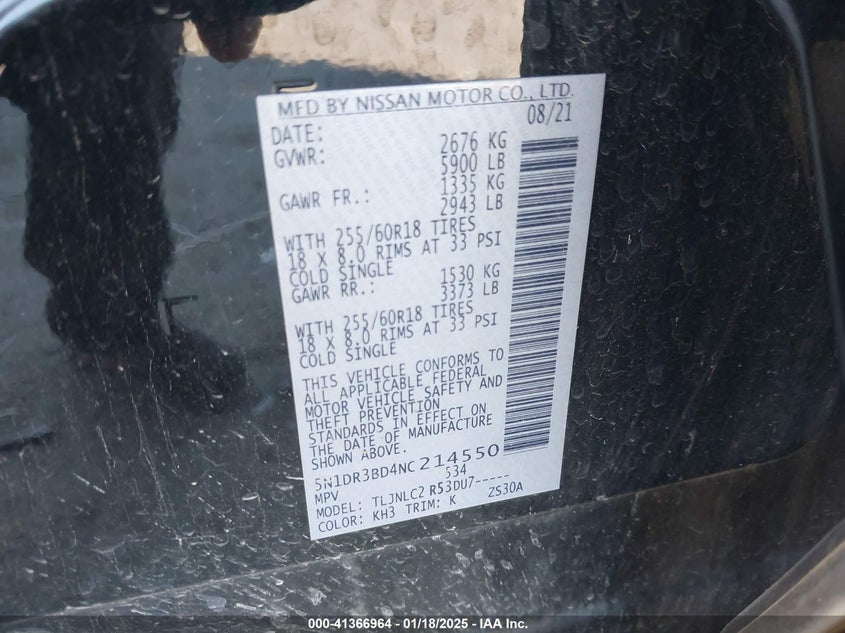 MFD BY NISSAN MOTOR CO., LTD.
DATE: 08/21
GVWR: 2676 KG
5900 LB
GAWR FR.: 1335 KG
2943 LB
WITH 255/60R18 TIRES
18 X 8.0 RIMS AT 33 PSI
COLD SINGLE
GAWR RR.: 1530 KG
3373 LB
WITH 255/60R18 TIRES
18 X 8.0 RIMS AT 33 PSI
COLD SINGLE
THIS VEHICLE CONFORMS TO
ALL APPLICABLE FEDERAL
MOTOR VEHICLE SAFETY AND
THEFT PREVENTION
STANDARDS IN EFFECT ON
THE DATE OF MANUFACTURE
SHOWN ABOVE.
5N1DR3BD4NC214550
MPV 534
MODEL: TLJNLC2 R53DU7-----
COLOR: KH3 TRIM: K ZS30A
000-41366964 / 01/18/2025 - IAA Inc.